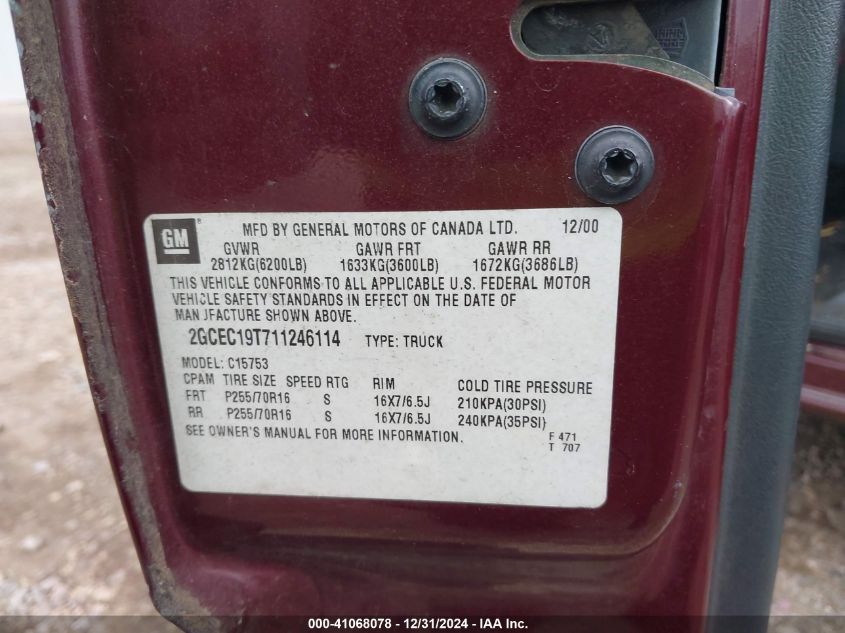 GM
MFD BY GENERAL MOTORS OF CANADA LTD. 12/00
GVWR GAWR FRT GAWR RR
2812KG(6200LB) 1633KG(3600LB) 1672KG(3686LB)
THIS VEHICLE CONFORMS TO ALL APPLICABLE U.S. FEDERAL MOTOR
VEHICLE SAFETY STANDARDS IN EFFECT ON THE DATE OF
MAN JFACTURE SHOWN ABOVE.
2GCEC19T711246114 TYPE: TRUCK
MODEL: C15753
CPAM TIRE SIZE SPEED RTG RIM COLD TIRE PRESSURE
FRT P255/70R16 S 16X7/6.5J 210KPA(30PSI)
RR P255/70R16 S 16X7/6.5J 240KPA(35PSI)
SEE OWNER'S MANUAL FOR MORE INFORMATION.
F 471
T 707
000-41068078 - 12/31/2024 - IAA Inc.